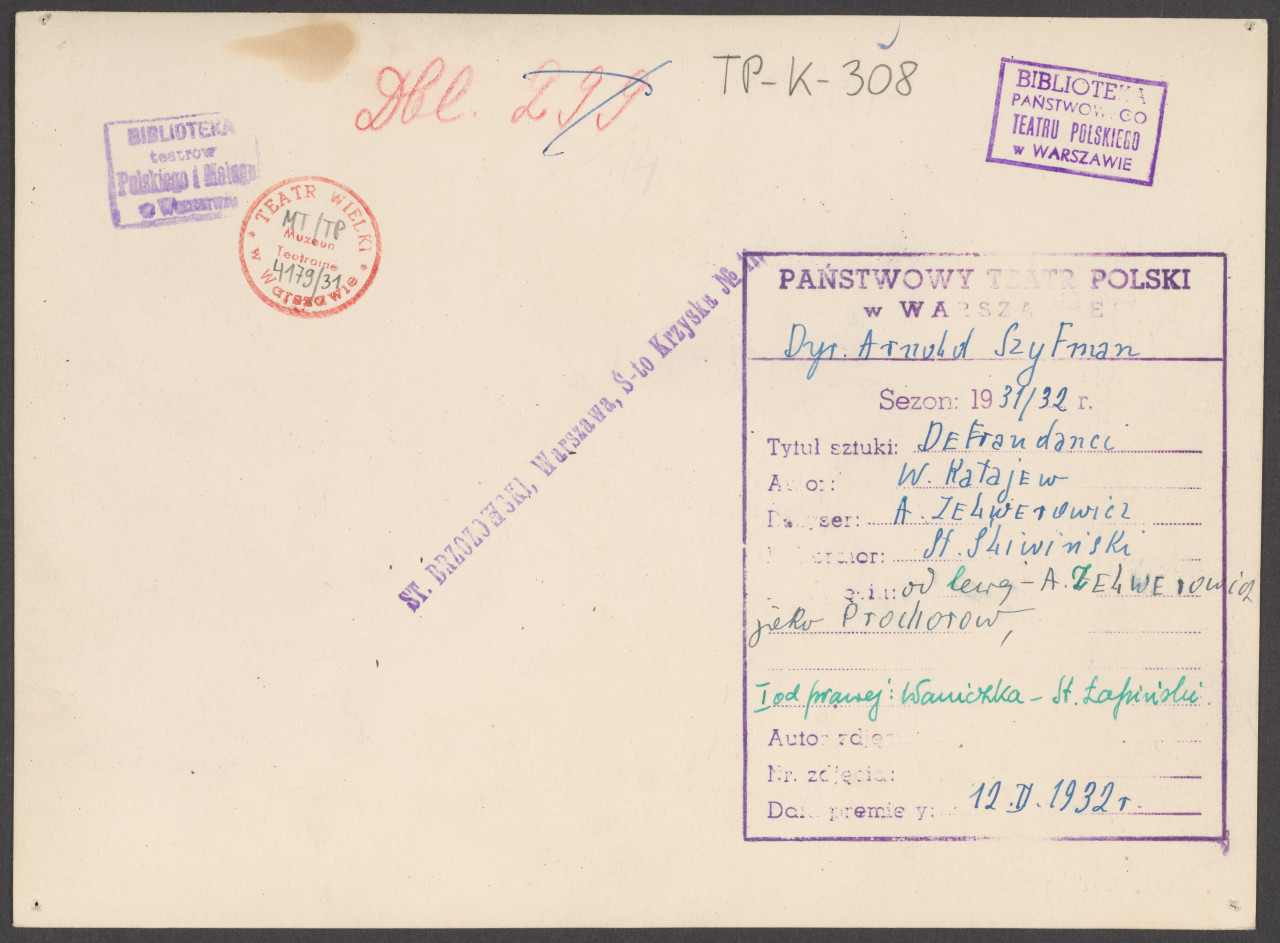 Dbl. 299
TP-K-308
BIBLIOTEKA
PAŃSTWOWEGO
TEATRU POLSKIEGO
w WARSZAWIE
BIBLIOTEKA
teatrów
Polskiego i Małego
w Warszawie
TEATR WIELKI
MT/TP
Muzeum
Teatralne
4179/31
w Warszawie
ST. BRZOZOWSKI, Warszawa, S-to Krzyska №
PAŃSTWOWY TEATR POLSKI
w WARSZAWIE
Dyr. Arnold Szyfman
Sezon: 1931/32 r.
Tytuł sztuki: Defraudanci
Autor: W. Katajew
Reżyser: A. Zelwerowicz
Dekorator: St. Śliwiński
od lewej - A. Zelwerowicz
jako Prochorow,
I od prawej: Waniczka - St. Łapiński.
Autor zdjęcia
Nr. zdjęcia:
Data premiery: 12.II.1932 r.